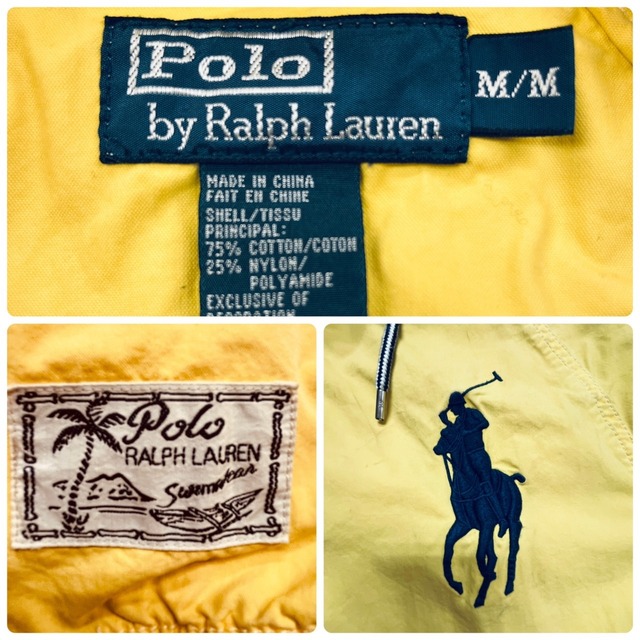 Polo
by Ralph Lauren
M/M
MADE IN CHINA
FAIT EN CHINE
SHELL/TISSU
PRINCIPAL:
75% COTTON/COTON
25% NYLON/
POLYAMIDE
EXCLUSIVE OF
DECORATION
Polo
RALPH LAUREN
Swimwear